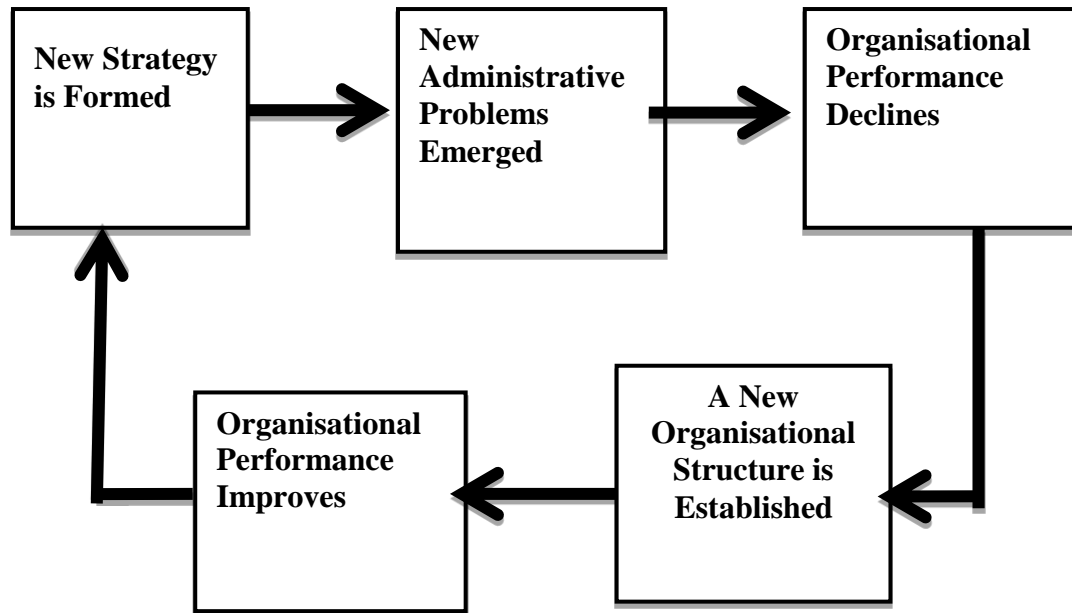 New Strategy
is Formed
New
Administrative
Problems
Emerged
Organisational
Performance
Declines
A New
Organisational
Structure is
Established
Organisational
Performance
Improves